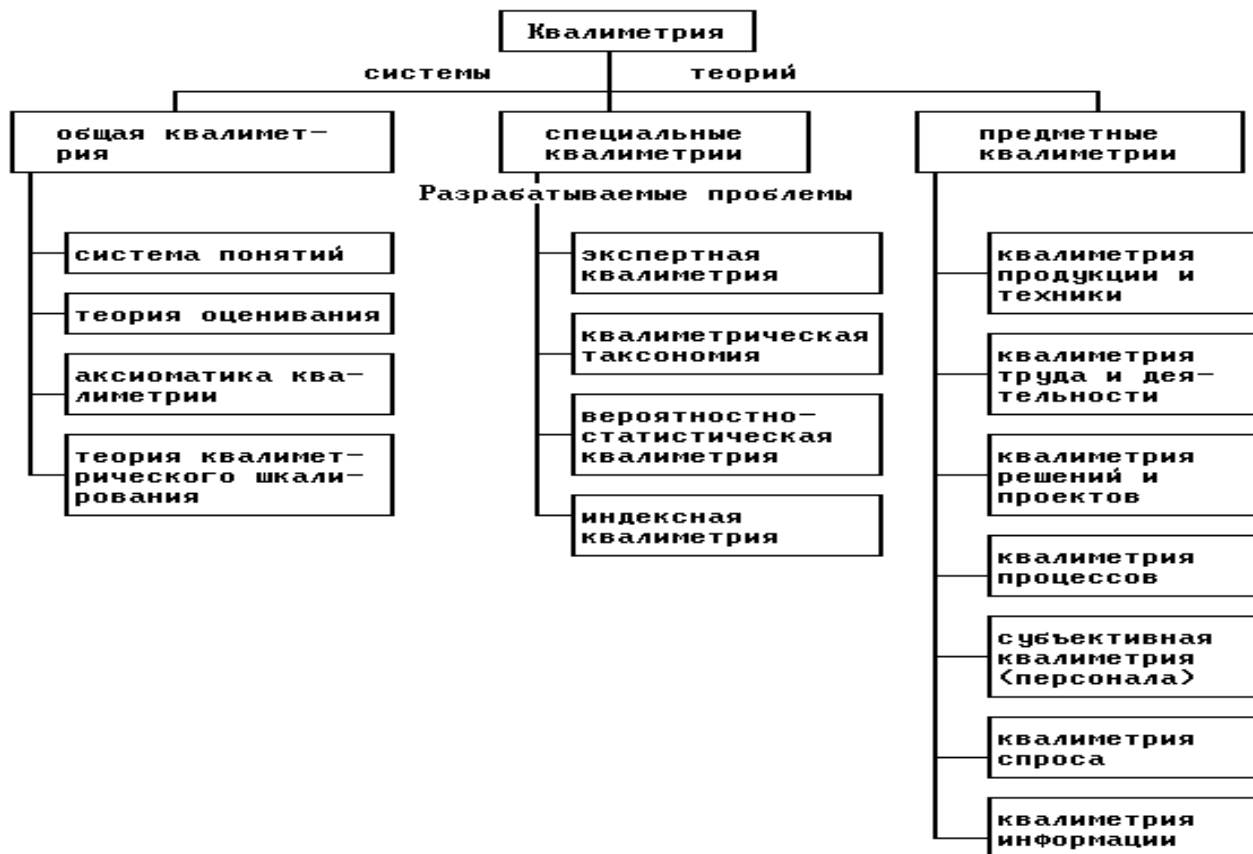 Квалиметрия
системы теорий
общая квалимет-
рия
специальные
квалиметрии
предметные
квалиметрии
Разрабатываемые проблемы
система понятий
теория оценивания
аксиоматика ква-
лиметрии
теория квалимет-
рического шкали-
рования
экспертная
квалиметрия
квалиметрическая
таксономия
вероятностно-
статистическая
квалиметрия
индексная
квалиметрия
квалиметрия
продукции и
техники
квалиметрия
труда и дея-
тельности
квалиметрия
решений и
проектов
квалиметрия
процессов
субъективная
квалиметрия
(персонала)
квалиметрия
спроса
квалиметрия
информации